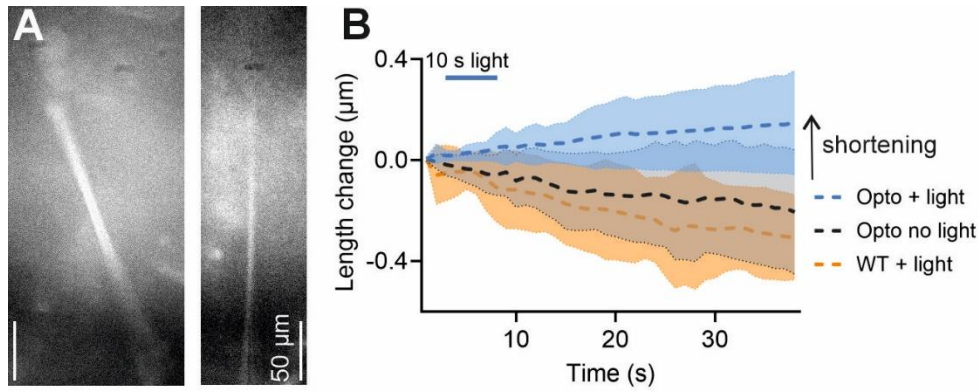 A
50 µm
B
Length change (µm)
0.4
0.0
-0.4
10 s light
10
20
30
Time (s)
shortening
Opto + light
Opto no light
WT + light